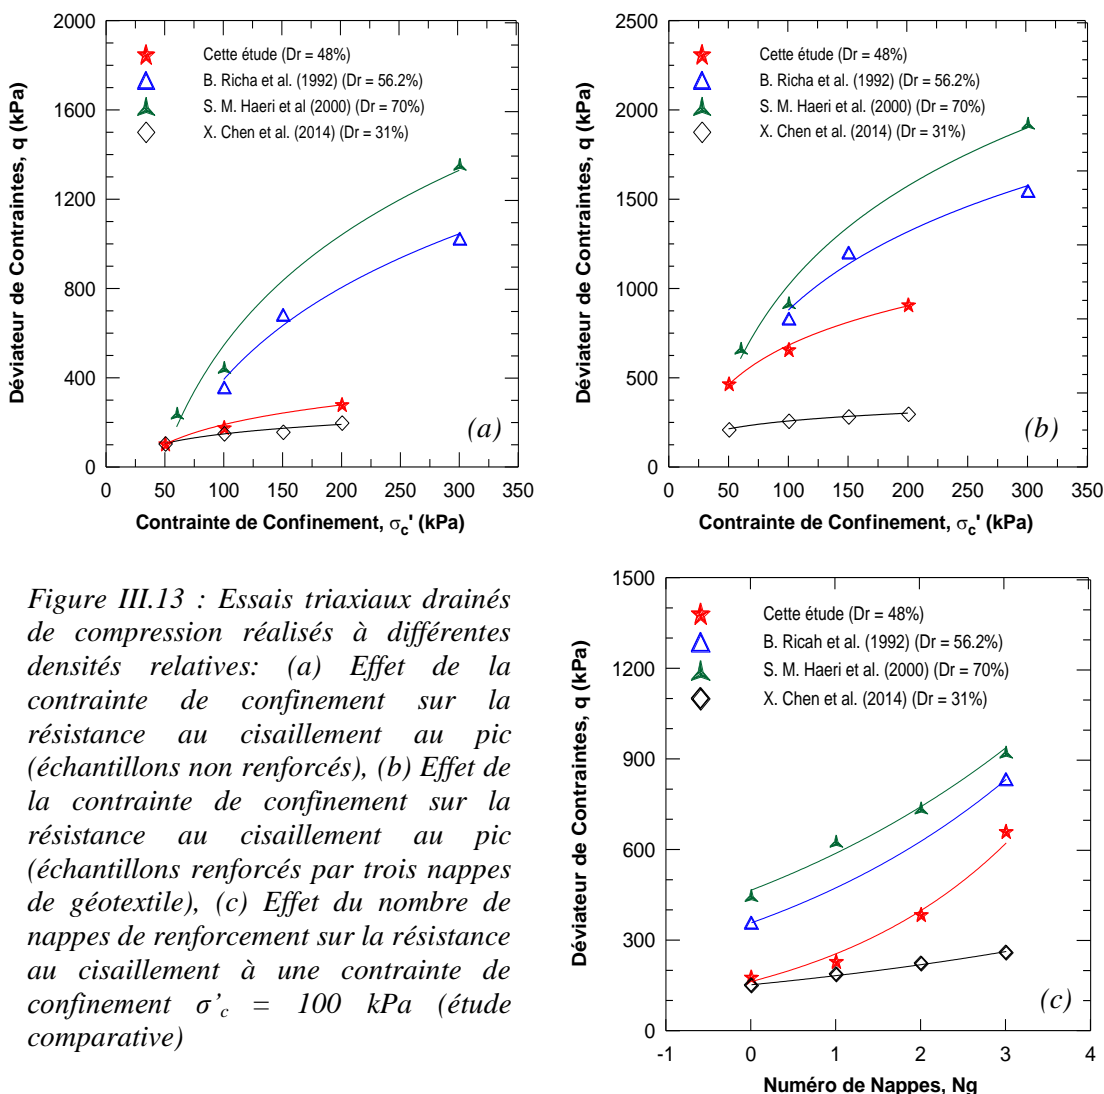 2000
1600
1200
800
400
0
Déviateur de Contraintes, q (kPa)
Cette étude (Dr = 48%)
B. Richa et al. (1992) (Dr = 56.2%)
S. M. Haeri et al (2000) (Dr = 70%)
X. Chen et al. (2014) (Dr = 31%)
(a)
0 50 100 150 200 250 300 350
Contrainte de Confinement, σc' (kPa)
2500
2000
1500
1000
500
0
Déviateur de Contraintes, q (kPa)
Cette étude (Dr = 48%)
B. Richa et al. (1992) (Dr = 56.2%)
S. M. Haeri et al. (2000) (Dr = 70%)
X. Chen et al. (2014) (Dr = 31%)
(b)
0 50 100 150 200 250 300 350
Contrainte de Confinement, σc' (kPa)
Figure III.13 : Essais triaxiaux drainés
de compression réalisés à différentes
densités relatives: (a) Effet de la
contrainte de confinement sur la
résistance au cisaillement au pic
(échantillons non renforcés), (b) Effet de
la contrainte de confinement sur la
résistance au cisaillement au pic
(échantillons renforcés par trois nappes
de géotextile), (c) Effet du nombre de
nappes de renforcement sur la résistance
au cisaillement à une contrainte de
confinement σ’c = 100 kPa (étude
comparative)
1500
1200
900
600
300
0
Déviateur de Contraintes, q (kPa)
Cette étude (Dr = 48%)
B. Ricah et al. (1992) (Dr = 56.2%)
S. M. Haeri et al. (2000) (Dr = 70%)
X. Chen et al. (2014) (Dr = 31%)
(c)
-1 0 1 2 3 4
Numéro de Nappes, Ng